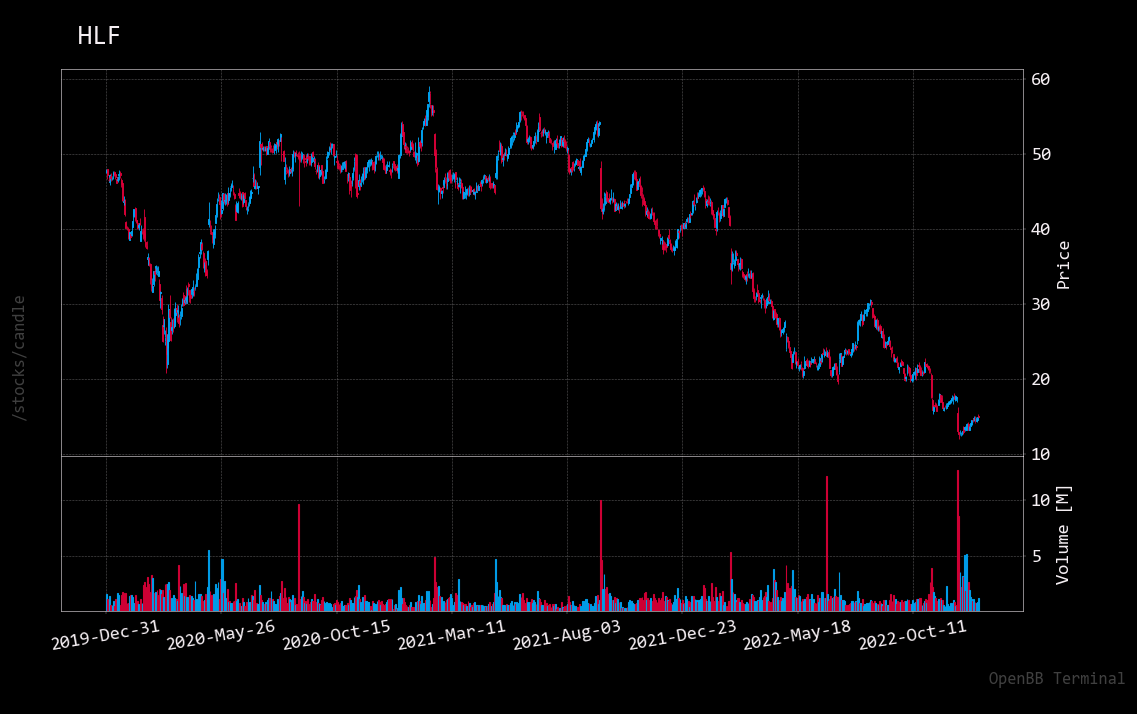 HLF
60
50
40
30
20
10
Price
10
5
Volume [M]
2019-Dec-31
2020-May-26
2020-Oct-15
2021-Mar-11
2021-Aug-03
2021-Dec-23
2022-May-18
2022-Oct-11
/stocks/candle
OpenBB Terminal